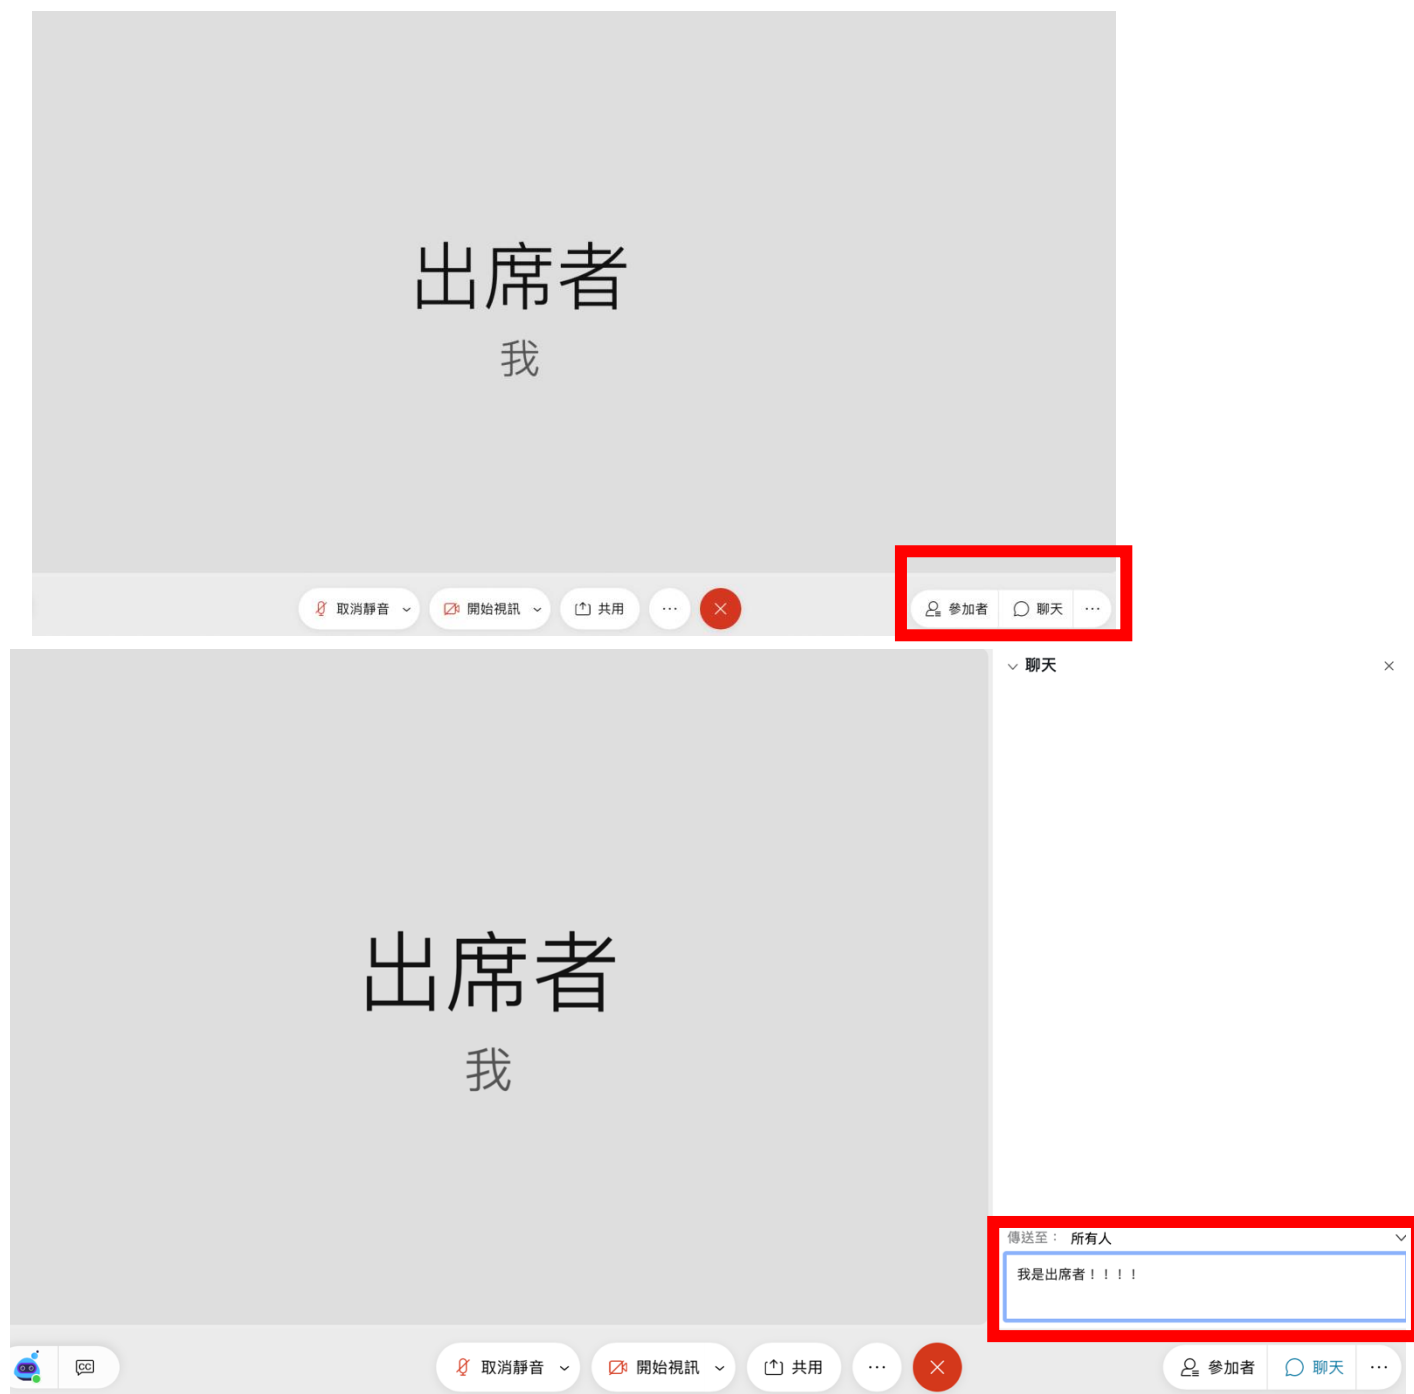 出席者
我
取消靜音 開始視訊 共用 ... 參加者 聊天 ...
聊天
出席者
我
傳送至： 所有人
我是出席者！！！！
CC 取消靜音 開始視訊 共用 ... 參加者 聊天 ...